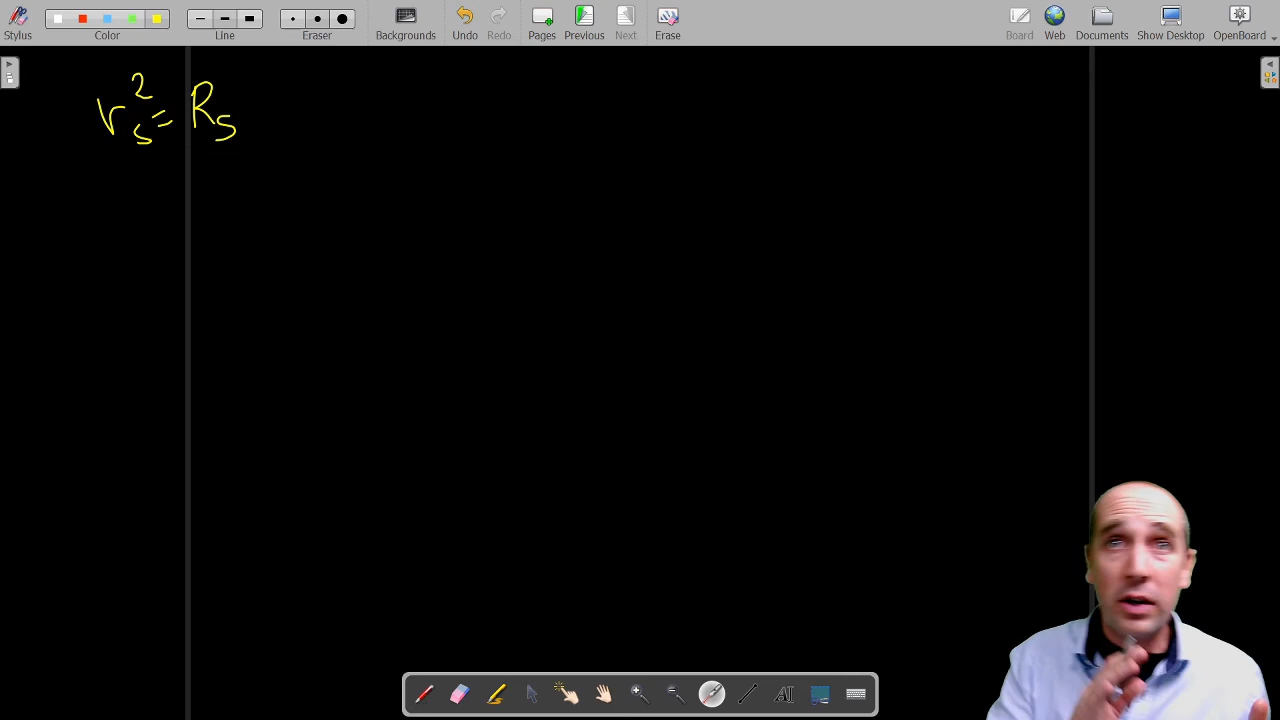 Stylus
Color
Line
Eraser
Backgrounds
Undo
Redo
Pages
Previous
Next
Erase
Board
Web
Documents
Show Desktop
OpenBoard
r_s^2 = R_s
AI